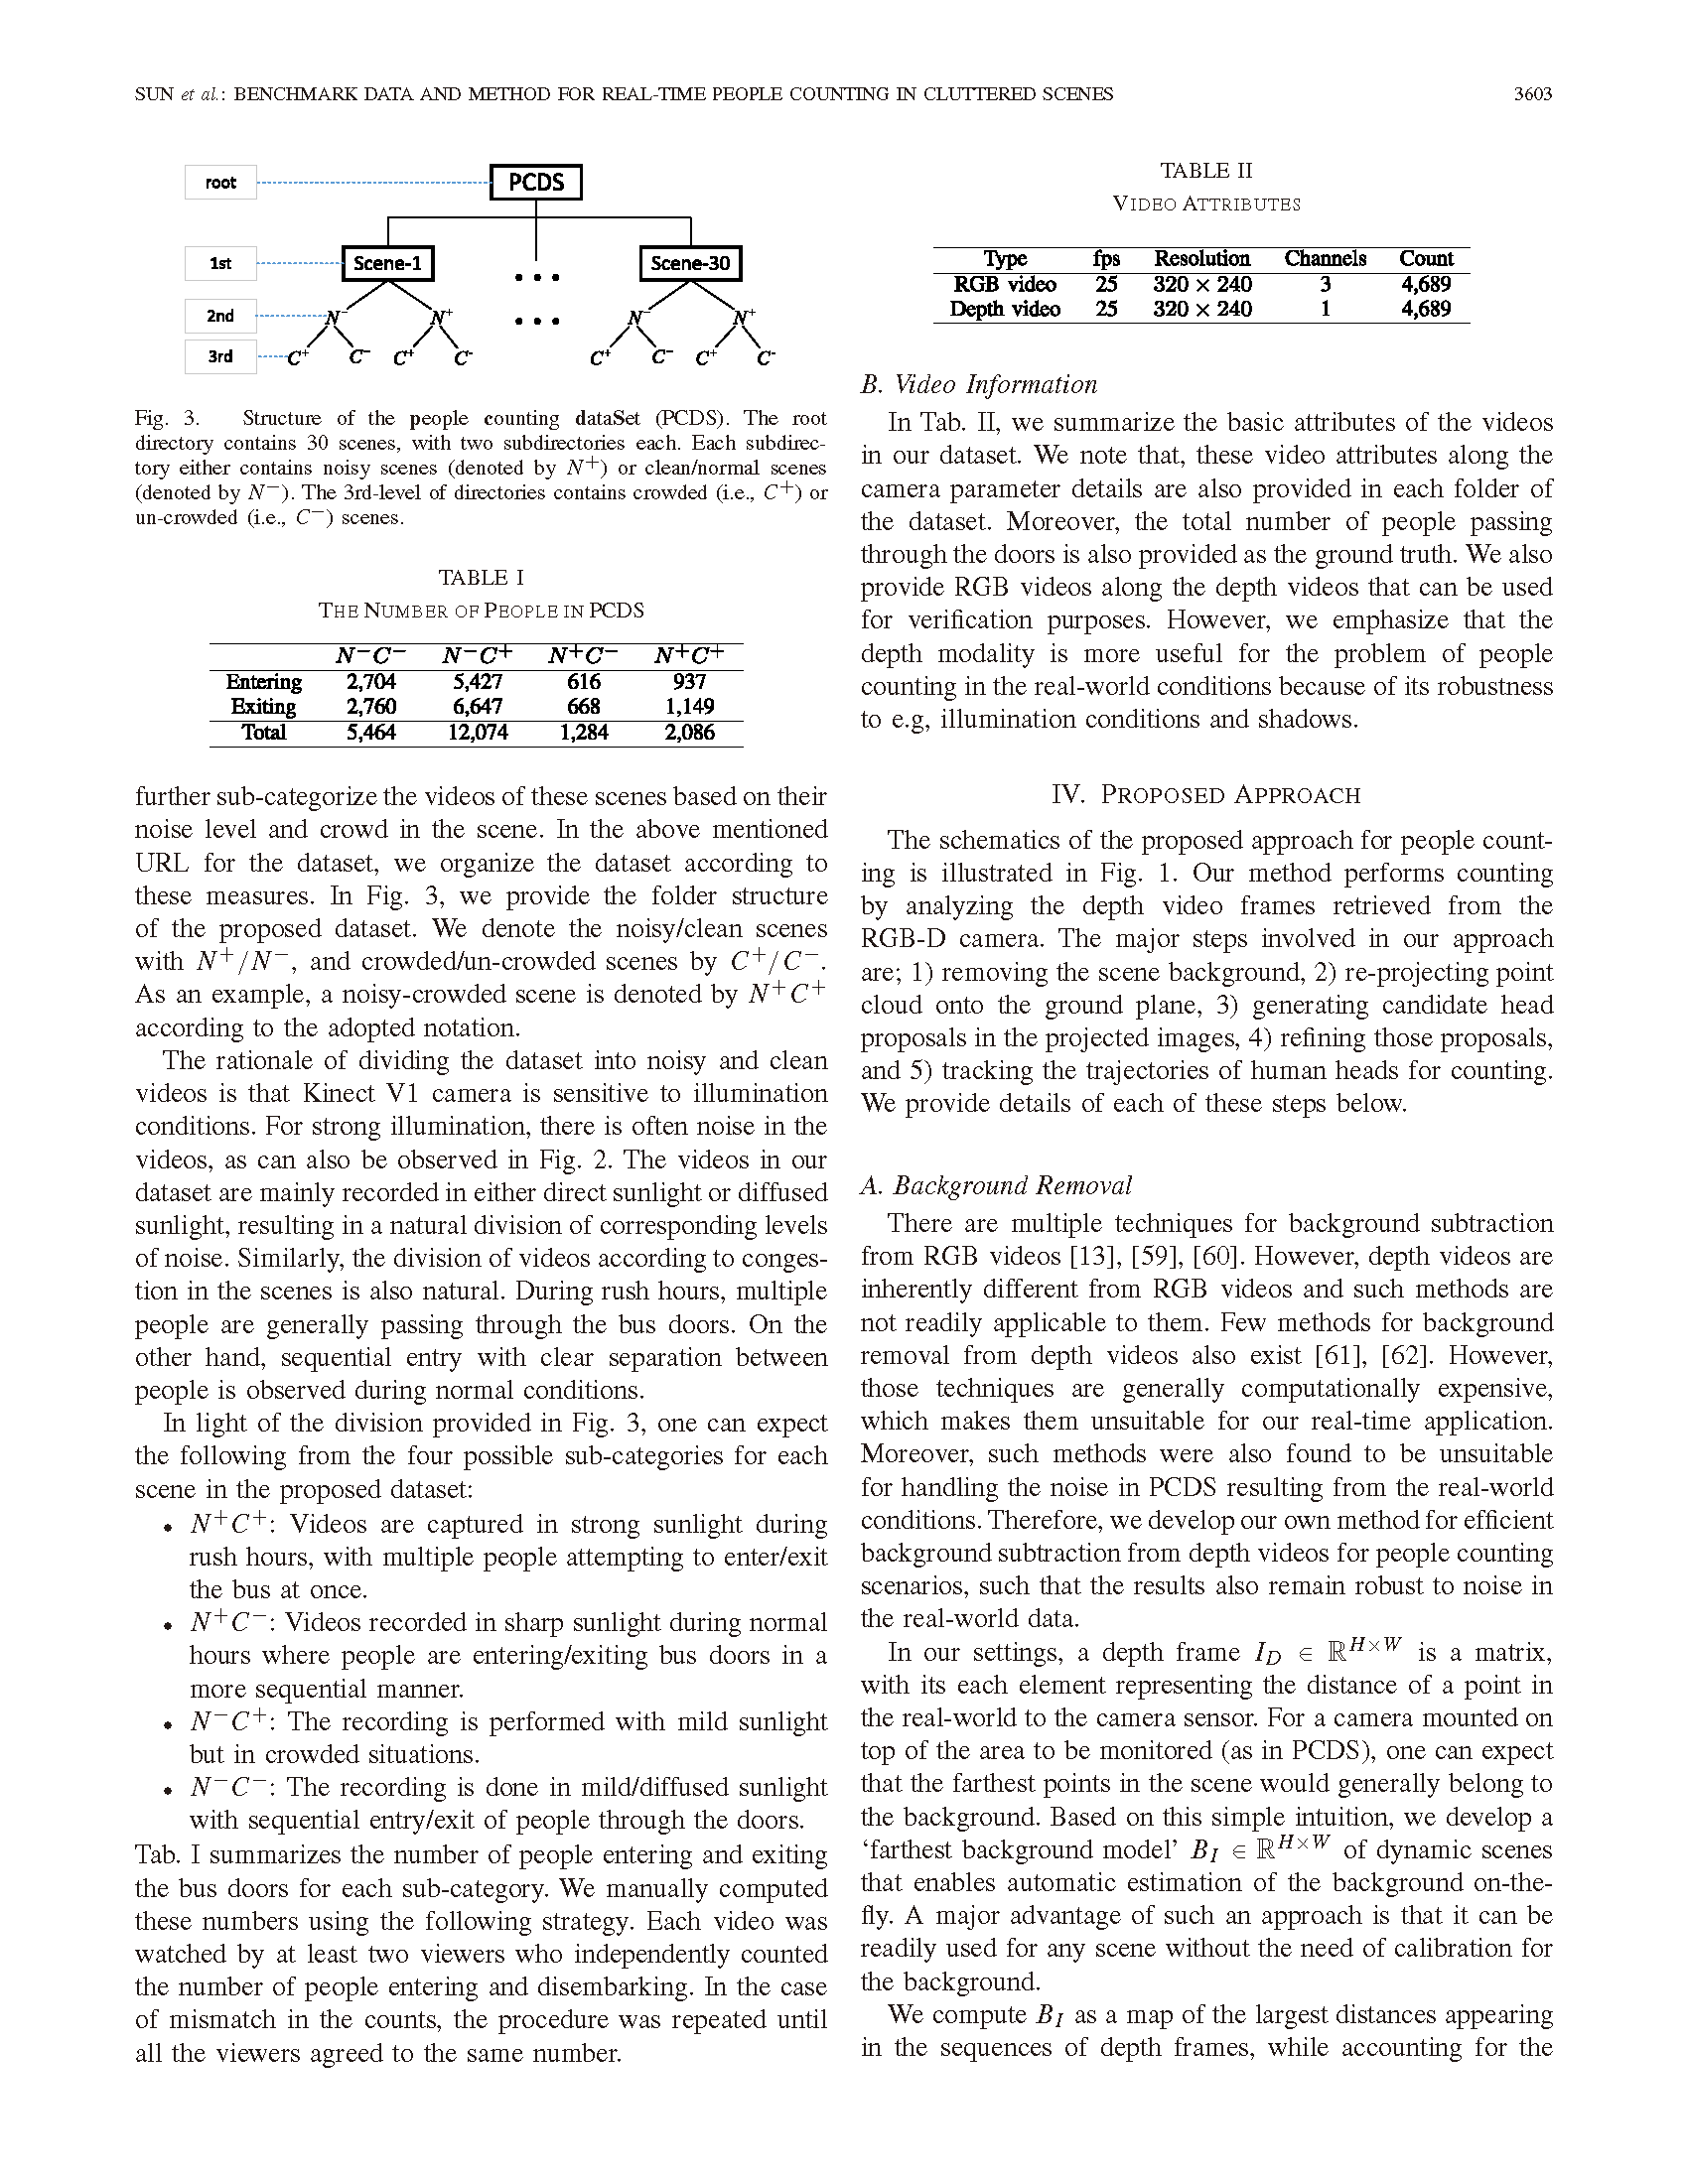 SUN et al.: BENCHMARK DATA AND METHOD FOR REAL-TIME PEOPLE COUNTING IN CLUTTERED SCENES 3603
root PCDS
1st Scene-1 • • • Scene-30
2nd N⁻ N⁺ • • • N⁻ N⁺
3rd C⁺ C⁻ C⁺ C⁻ C⁺ C⁻ C⁺ C⁻
Fig. 3. Structure of the people counting dataSet (PCDS). The root
directory contains 30 scenes, with two subdirectories each. Each subdirec-
tory either contains noisy scenes (denoted by N⁺) or clean/normal scenes
(denoted by N⁻). The 3rd-level of directories contains crowded (i.e., C⁺) or
un-crowded (i.e., C⁻) scenes.
TABLE I
THE NUMBER OF PEOPLE IN PCDS
N⁻C⁻ N⁻C⁺ N⁺C⁻ N⁺C⁺
Entering 2,704 5,427 616 937
Exiting 2,760 6,647 668 1,149
Total 5,464 12,074 1,284 2,086
further sub-categorize the videos of these scenes based on their
noise level and crowd in the scene. In the above mentioned
URL for the dataset, we organize the dataset according to
these measures. In Fig. 3, we provide the folder structure
of the proposed dataset. We denote the noisy/clean scenes
with N⁺/N⁻, and crowded/un-crowded scenes by C⁺/C⁻.
As an example, a noisy-crowded scene is denoted by N⁺C⁺
according to the adopted notation.
The rationale of dividing the dataset into noisy and clean
videos is that Kinect V1 camera is sensitive to illumination
conditions. For strong illumination, there is often noise in the
videos, as can also be observed in Fig. 2. The videos in our
dataset are mainly recorded in either direct sunlight or diffused
sunlight, resulting in a natural division of corresponding levels
of noise. Similarly, the division of videos according to conges-
tion in the scenes is also natural. During rush hours, multiple
people are generally passing through the bus doors. On the
other hand, sequential entry with clear separation between
people is observed during normal conditions.
In light of the division provided in Fig. 3, one can expect
the following from the four possible sub-categories for each
scene in the proposed dataset:
• N⁺C⁺: Videos are captured in strong sunlight during
rush hours, with multiple people attempting to enter/exit
the bus at once.
• N⁺C⁻: Videos recorded in sharp sunlight during normal
hours where people are entering/exiting bus doors in a
more sequential manner.
• N⁻C⁺: The recording is performed with mild sunlight
but in crowded situations.
• N⁻C⁻: The recording is done in mild/diffused sunlight
with sequential entry/exit of people through the doors.
Tab. I summarizes the number of people entering and exiting
the bus doors for each sub-category. We manually computed
these numbers using the following strategy. Each video was
watched by at least two viewers who independently counted
the number of people entering and disembarking. In the case
of mismatch in the counts, the procedure was repeated until
all the viewers agreed to the same number.
TABLE II
VIDEO ATTRIBUTES
Type fps Resolution Channels Count
RGB video 25 320 × 240 3 4,689
Depth video 25 320 × 240 1 4,689
B. Video Information
In Tab. II, we summarize the basic attributes of the videos
in our dataset. We note that, these video attributes along the
camera parameter details are also provided in each folder of
the dataset. Moreover, the total number of people passing
through the doors is also provided as the ground truth. We also
provide RGB videos along the depth videos that can be used
for verification purposes. However, we emphasize that the
depth modality is more useful for the problem of people
counting in the real-world conditions because of its robustness
to e.g, illumination conditions and shadows.
IV. PROPOSED APPROACH
The schematics of the proposed approach for people count-
ing is illustrated in Fig. 1. Our method performs counting
by analyzing the depth video frames retrieved from the
RGB-D camera. The major steps involved in our approach
are; 1) removing the scene background, 2) re-projecting point
cloud onto the ground plane, 3) generating candidate head
proposals in the projected images, 4) refining those proposals,
and 5) tracking the trajectories of human heads for counting.
We provide details of each of these steps below.
A. Background Removal
There are multiple techniques for background subtraction
from RGB videos [13], [59], [60]. However, depth videos are
inherently different from RGB videos and such methods are
not readily applicable to them. Few methods for background
removal from depth videos also exist [61], [62]. However,
those techniques are generally computationally expensive,
which makes them unsuitable for our real-time application.
Moreover, such methods were also found to be unsuitable
for handling the noise in PCDS resulting from the real-world
conditions. Therefore, we develop our own method for efficient
background subtraction from depth videos for people counting
scenarios, such that the results also remain robust to noise in
the real-world data.
In our settings, a depth frame I_D ∈ ℝ^{H×W} is a matrix,
with its each element representing the distance of a point in
the real-world to the camera sensor. For a camera mounted on
top of the area to be monitored (as in PCDS), one can expect
that the farthest points in the scene would generally belong to
the background. Based on this simple intuition, we develop a
‘farthest background model’ B_I ∈ ℝ^{H×W} of dynamic scenes
that enables automatic estimation of the background on-the-
fly. A major advantage of such an approach is that it can be
readily used for any scene without the need of calibration for
the background.
We compute B_I as a map of the largest distances appearing
in the sequences of depth frames, while accounting for the